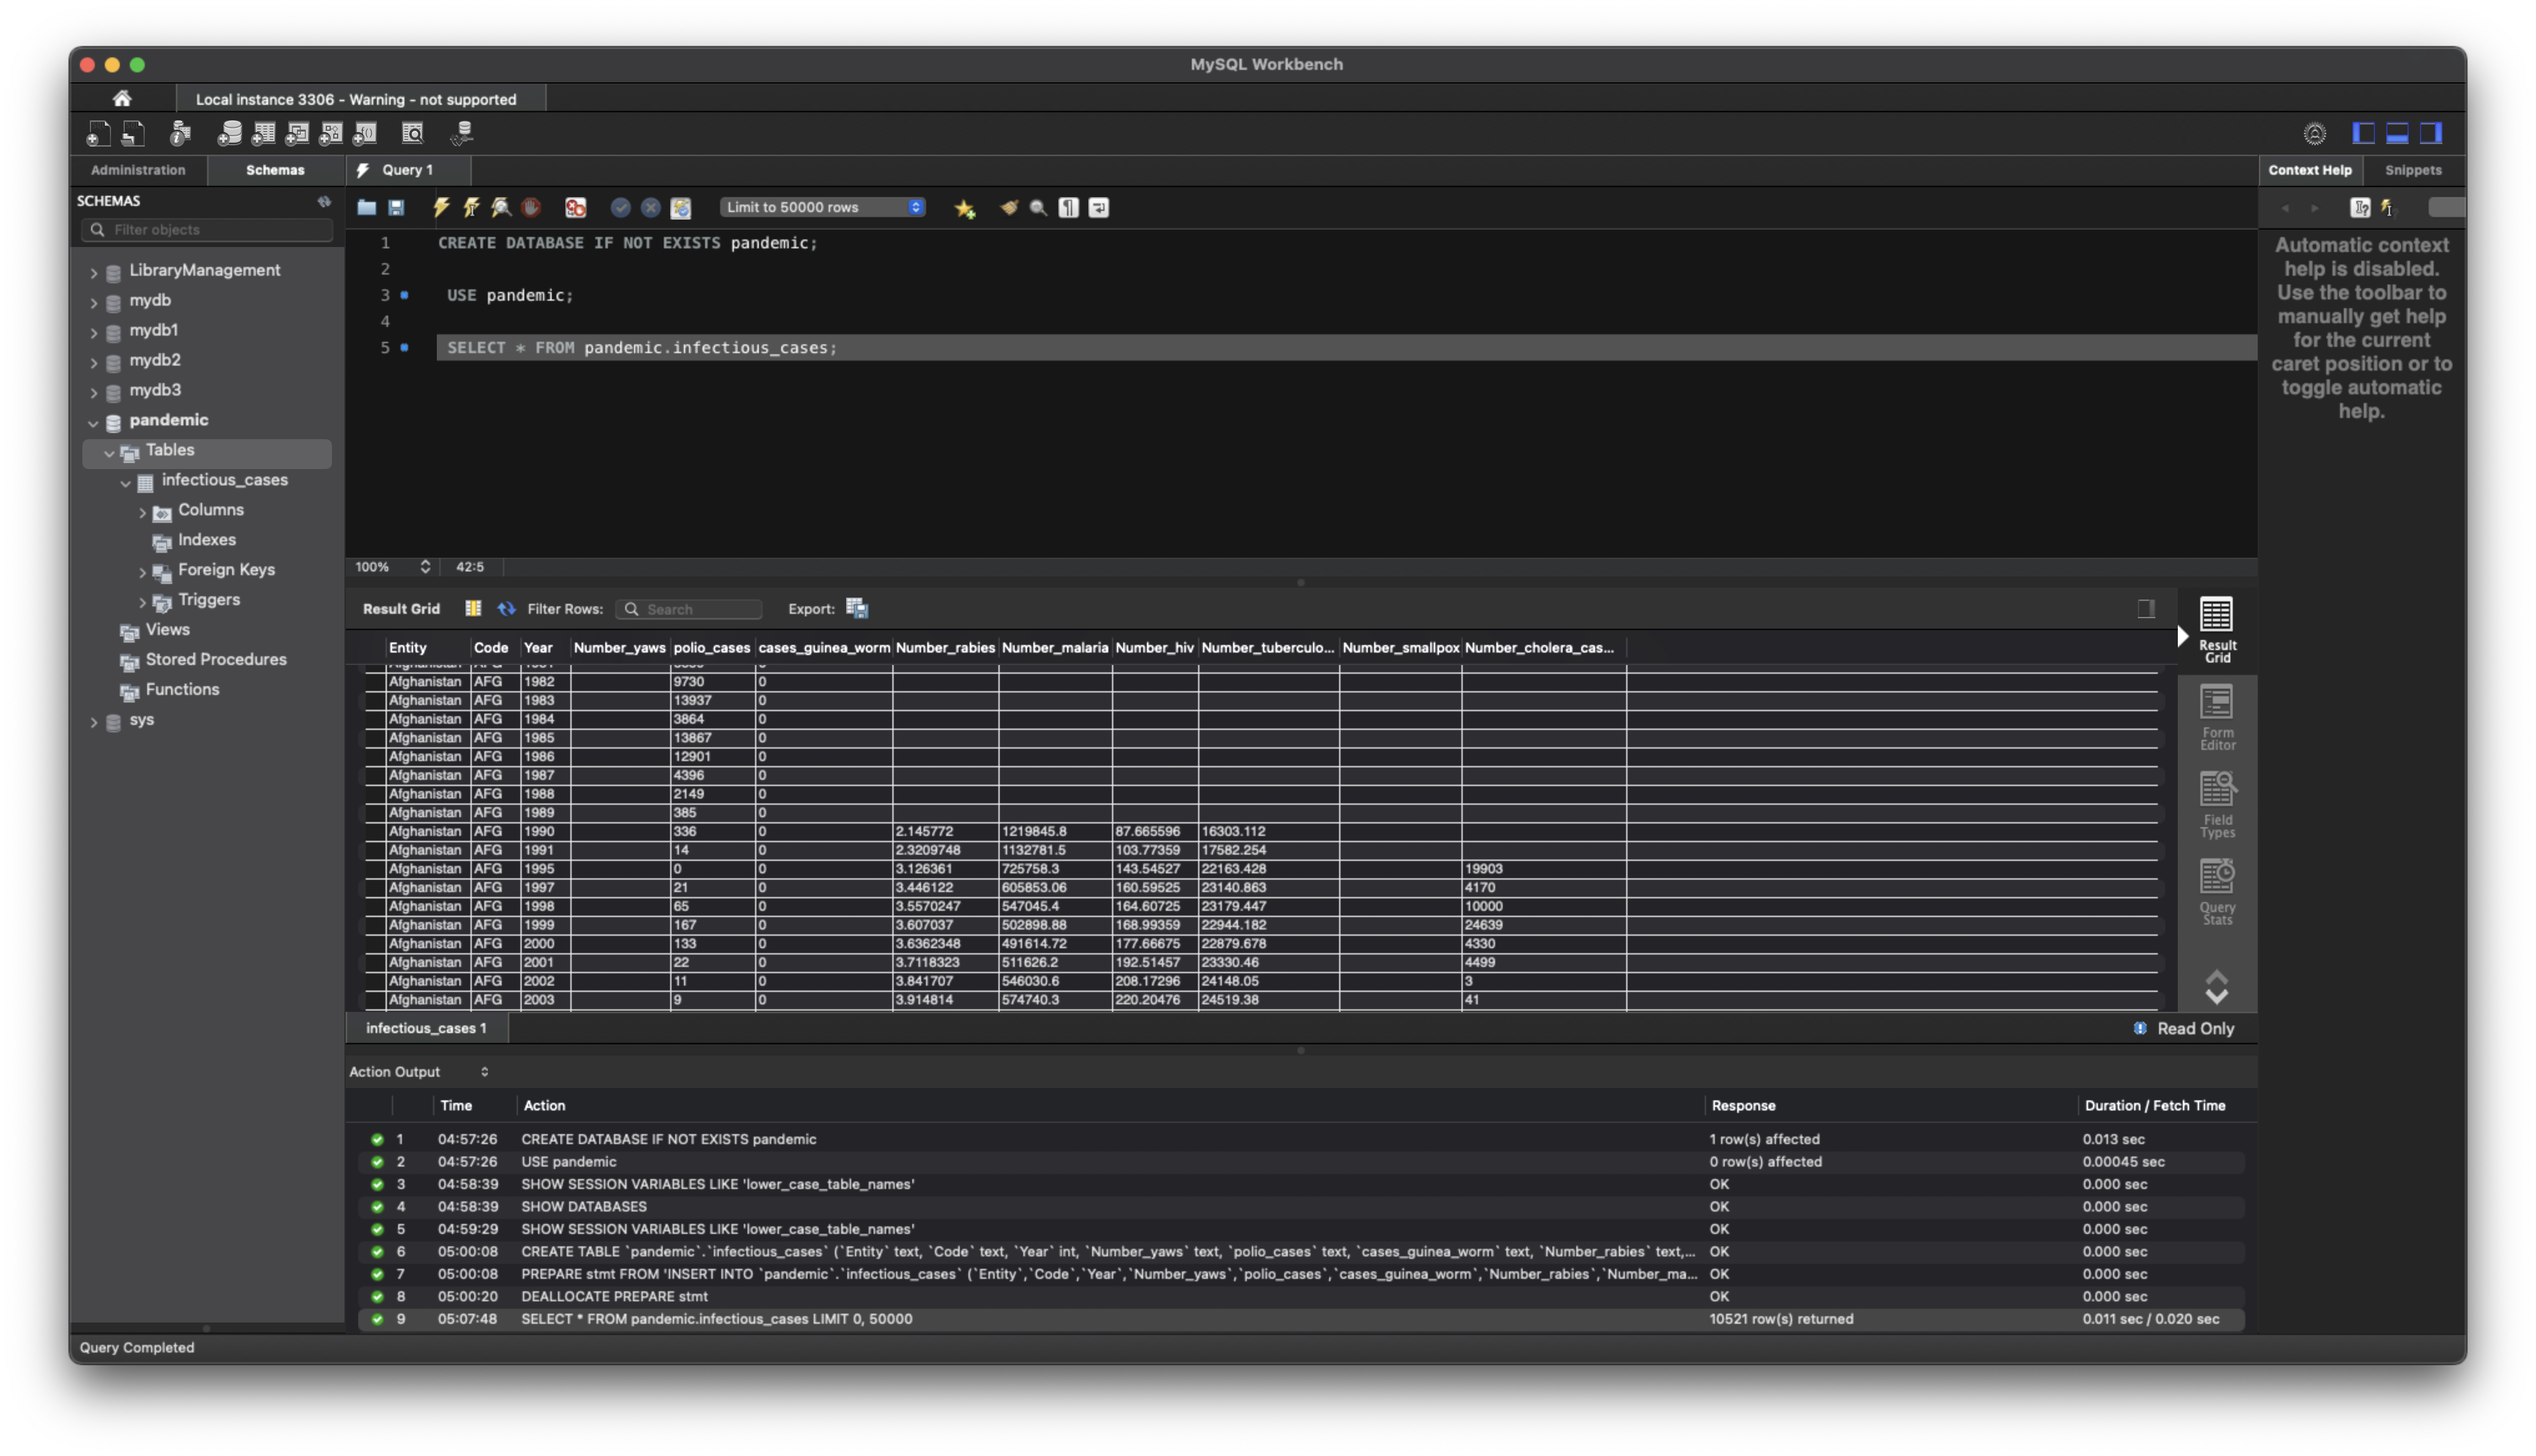 MySQL Workbench
Local instance 3306 - Warning - not supported
Administration
Schemas
Query 1
Context Help
Snippets
SCHEMAS
Filter objects
LibraryManagement
mydb
mydb1
mydb2
mydb3
pandemic
Tables
infectious_cases
Columns
Indexes
Foreign Keys
Triggers
Views
Stored Procedures
Functions
sys
Limit to 50000 rows
1 CREATE DATABASE IF NOT EXISTS pandemic;
2
3 USE pandemic;
4
5 SELECT * FROM pandemic.infectious_cases;
100% 42:5
Automatic context
help is disabled.
Use the toolbar to
manually get help
for the current
caret position or to
toggle automatic
help.
Result Grid Filter Rows: Search Export:
Entity Code Year Number_yaws polio_cases cases_guinea_worm Number_rabies Number_malaria Number_hiv Number_tuberculo... Number_smallpox Number_cholera_cas...
Afghanistan AFG 1982 9730 0
Afghanistan AFG 1983 13937 0
Afghanistan AFG 1984 3864 0
Afghanistan AFG 1985 13867 0
Afghanistan AFG 1986 12901 0
Afghanistan AFG 1987 4396 0
Afghanistan AFG 1988 2149 0
Afghanistan AFG 1989 385 0
Afghanistan AFG 1990 336 0 2.145772 1219845.8 87.665596 16303.112
Afghanistan AFG 1991 14 0 2.3209748 1132781.5 103.77359 17582.254
Afghanistan AFG 1995 0 0 3.126361 725758.3 143.54527 22163.428 19903
Afghanistan AFG 1997 21 0 3.446122 605853.06 160.59525 23140.863 4170
Afghanistan AFG 1998 65 0 3.5570247 547045.4 164.60725 23179.447 10000
Afghanistan AFG 1999 167 0 3.607037 502898.88 168.99359 22944.182 24639
Afghanistan AFG 2000 133 0 3.6362348 491614.72 177.66675 22879.678 4330
Afghanistan AFG 2001 22 0 3.7118323 511626.2 192.51457 23330.46 4499
Afghanistan AFG 2002 11 0 3.841707 546030.6 208.17296 24148.05 3
Afghanistan AFG 2003 9 0 3.914814 574740.3 220.20476 24519.38 41
Result
Grid
Form
Editor
Field
Types
Query
Stats
infectious_cases 1
Read Only
Action Output
Time Action Response Duration / Fetch Time
1 04:57:26 CREATE DATABASE IF NOT EXISTS pandemic 1 row(s) affected 0.013 sec
2 04:57:26 USE pandemic 0 row(s) affected 0.00045 sec
3 04:58:39 SHOW SESSION VARIABLES LIKE 'lower_case_table_names' OK 0.000 sec
4 04:58:39 SHOW DATABASES OK 0.000 sec
5 04:59:29 SHOW SESSION VARIABLES LIKE 'lower_case_table_names' OK 0.000 sec
6 05:00:08 CREATE TABLE `pandemic`.`infectious_cases` (`Entity` text, `Code` text, `Year` int, `Number_yaws` text, `polio_cases` text, `cases_guinea_worm` text, `Number_rabies` text,... OK 0.000 sec
7 05:00:08 PREPARE stmt FROM 'INSERT INTO `pandemic`.`infectious_cases` (`Entity`,`Code`,`Year`,`Number_yaws`,`polio_cases`,`cases_guinea_worm`,`Number_rabies`,`Number_ma... OK 0.000 sec
8 05:00:20 DEALLOCATE PREPARE stmt OK 0.000 sec
9 05:07:48 SELECT * FROM pandemic.infectious_cases LIMIT 0, 50000 10521 row(s) returned 0.011 sec / 0.020 sec
Query Completed